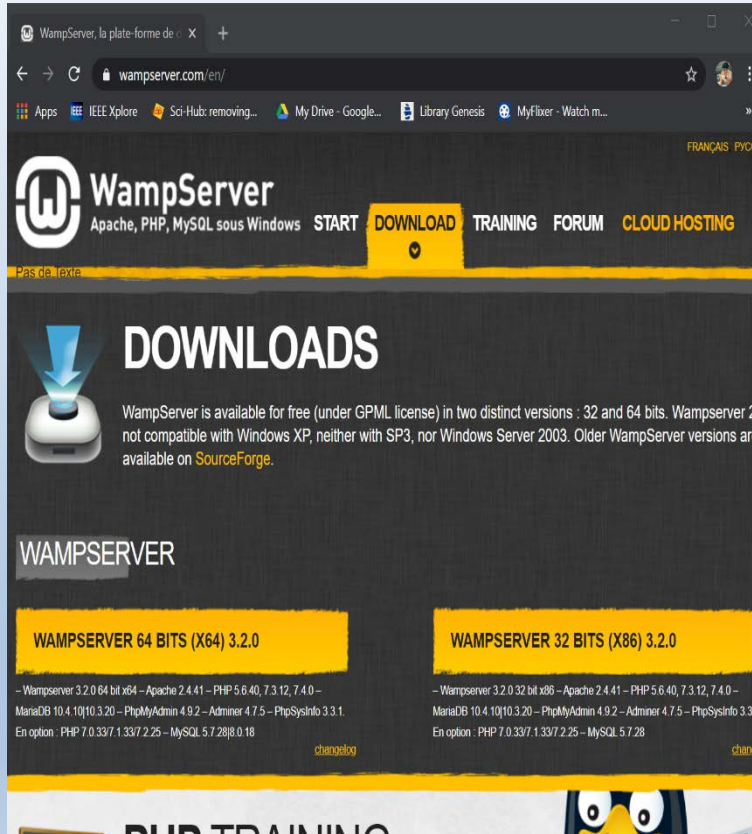 WampServer, la plate-forme de
wampserver.com/en/
Apps IEEE Xplore Sci-Hub: removing... My Drive - Google... Library Genesis MyFlixer - Watch m...
FRANÇAIS
WampServer
Apache, PHP, MySQL sous Windows
START DOWNLOAD TRAINING FORUM CLOUD HOSTING
Pas de Texte
DOWNLOADS
WampServer is available for free (under GPML license) in two distinct versions : 32 and 64 bits. Wampserver 2
not compatible with Windows XP, neither with SP3, nor Windows Server 2003. Older WampServer versions
available on SourceForge.
WAMPSERVER
WAMPSERVER 64 BITS (X64) 3.2.0
– Wampserver 3.2.0 64 bit x64 – Apache 2.4.41 – PHP 5.6.40, 7.3.12, 7.4.0 –
MariaDB 10.4.10|10.3.20 – PhpMyAdmin 4.9.2 – Adminer 4.7.5 – PhpSysInfo 3.3.1.
En option : PHP 7.0.33/7.1.33/7.2.25 – MySQL 5.7.28|8.0.18
changelog
WAMPSERVER 32 BITS (X86) 3.2.0
– Wampserver 3.2.0 32 bit x86 – Apache 2.4.41 – PHP 5.6.40, 7.3.12, 7.4.0 –
MariaDB 10.4.10|10.3.20 – PhpMyAdmin 4.9.2 – Adminer 4.7.5 – PhpSysInfo 3.3
En option : PHP 7.0.33/7.1.33/7.2.25 – MySQL 5.7.28
PHP TRAINING